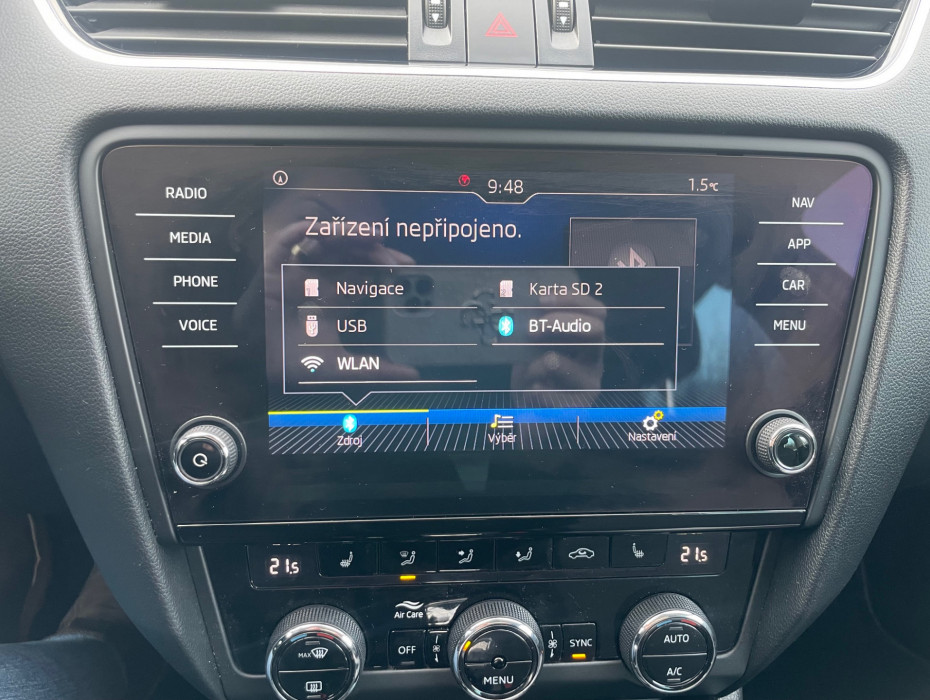 RADIO
MEDIA
PHONE
VOICE
9:48
1.5°C
Zařízení nepřipojeno.
Navigace
Karta SD 2
USB
BT-Audio
WLAN
Zdroj
Výběr
Nastavení
NAV
APP
CAR
MENU
21.5
21.5
Air Care
MAX
OFF
MENU
SYNC
AUTO
A/C